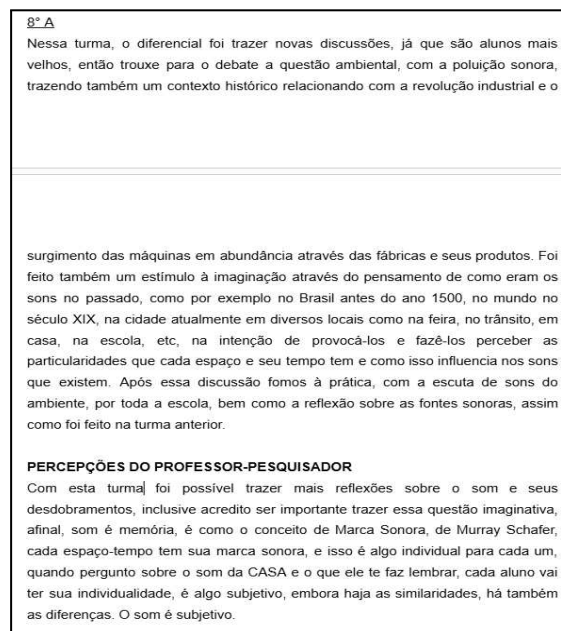 8° A
Nessa turma, o diferencial foi trazer novas discussões, já que são alunos mais
velhos, então trouxe para o debate a questão ambiental, com a poluição sonora,
trazendo também um contexto histórico relacionando com a revolução industrial e o
surgimento das máquinas em abundância através das fábricas e seus produtos. Foi
feito também um estímulo à imaginação através do pensamento de como eram os
sons no passado, como por exemplo no Brasil antes do ano 1500, no mundo no
século XIX, na cidade atualmente em diversos locais como na feira, no trânsito, em
casa, na escola, etc, na intenção de provocá-los e fazê-los perceber as
particularidades que cada espaço e seu tempo tem e como isso influencia nos sons
que existem. Após essa discussão fomos à prática, com a escuta de sons do
ambiente, por toda a escola, bem como a reflexão sobre as fontes sonoras, assim
como foi feito na turma anterior.
PERCEPÇÕES DO PROFESSOR-PESQUISADOR
Com esta turma foi possível trazer mais reflexões sobre o som e seus
desdobramentos, inclusive acredito ser importante trazer essa questão imaginativa,
afinal, som é memória, é como o conceito de Marca Sonora, de Murray Schafer,
cada espaço-tempo tem sua marca sonora, e isso é algo individual para cada um,
quando pergunto sobre o som da CASA e o que ele te faz lembrar, cada aluno vai
ter sua individualidade, é algo subjetivo, embora haja as similaridades, há também
as diferenças. O som é subjetivo.